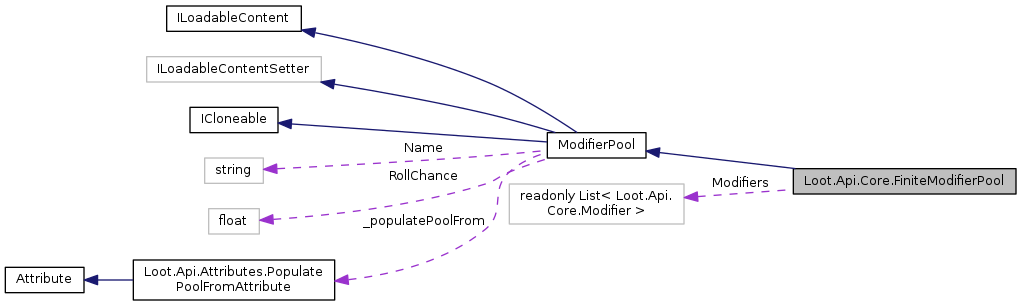 ILoadableContent
ILoadableContentSetter
ICloneable
ModifierPool
Name
string
RollChance
Modifiers
Loot.Api.Core.FiniteModifierPool
readonly List< Loot.Api.
Core.Modifier >
float
_populatePoolFrom
Attribute
Loot.Api.Attributes.Populate
PoolFromAttribute